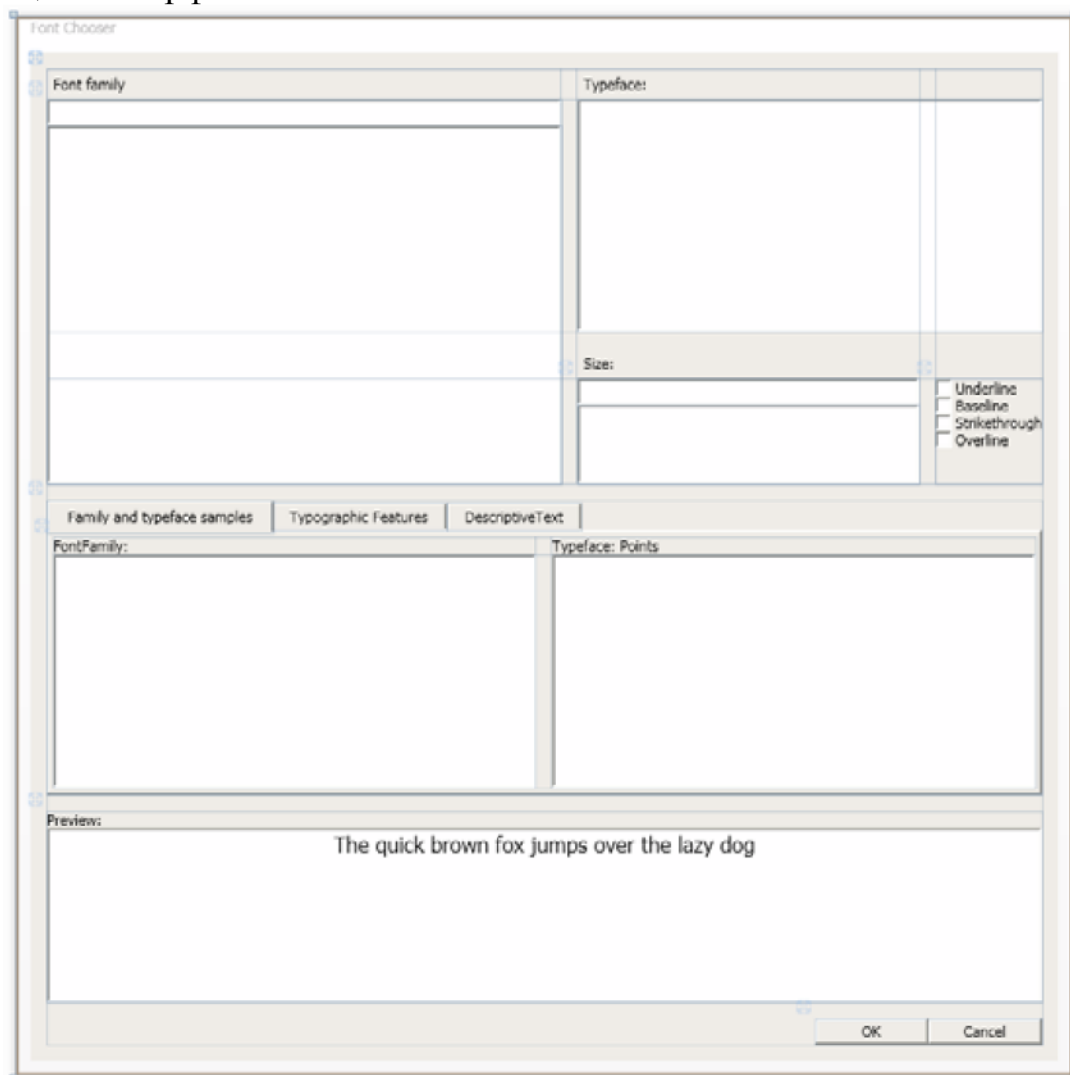 Font Chooser
Font family
Typeface:
Size:
Underline
Baseline
Strikethrough
Overline
Family and typeface samples
Typographic Features
DescriptiveText
FontFamily:
Typeface: Points
Preview:
The quick brown fox jumps over the lazy dog
OK
Cancel